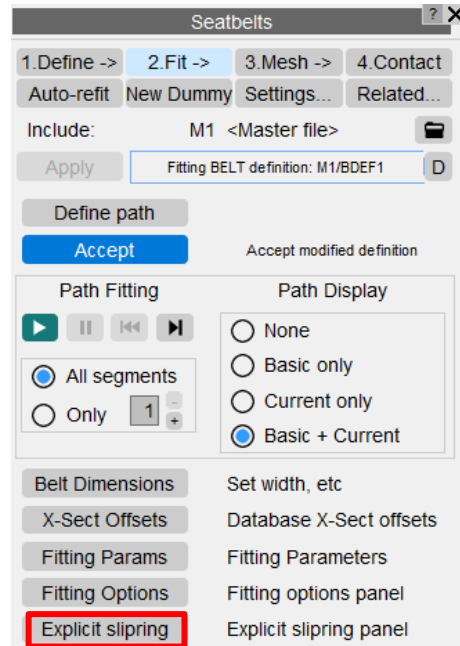 Seatbelts ? X
1.Define -> 2.Fit -> 3.Mesh -> 4.Contact
Auto-refit New Dummy Settings... Related...
Include: M1 <Master file>
Apply Fitting BELT definition: M1/BDEF1 D
Define path
Accept Accept modified definition
Path Fitting Path Display
None
All segments Basic only
Only 1 - + Current only
Basic + Current
Belt Dimensions Set width, etc
X-Sect Offsets Database X-Sect offsets
Fitting Params Fitting Parameters
Fitting Options Fitting options panel
Explicit slipring Explicit slipring panel